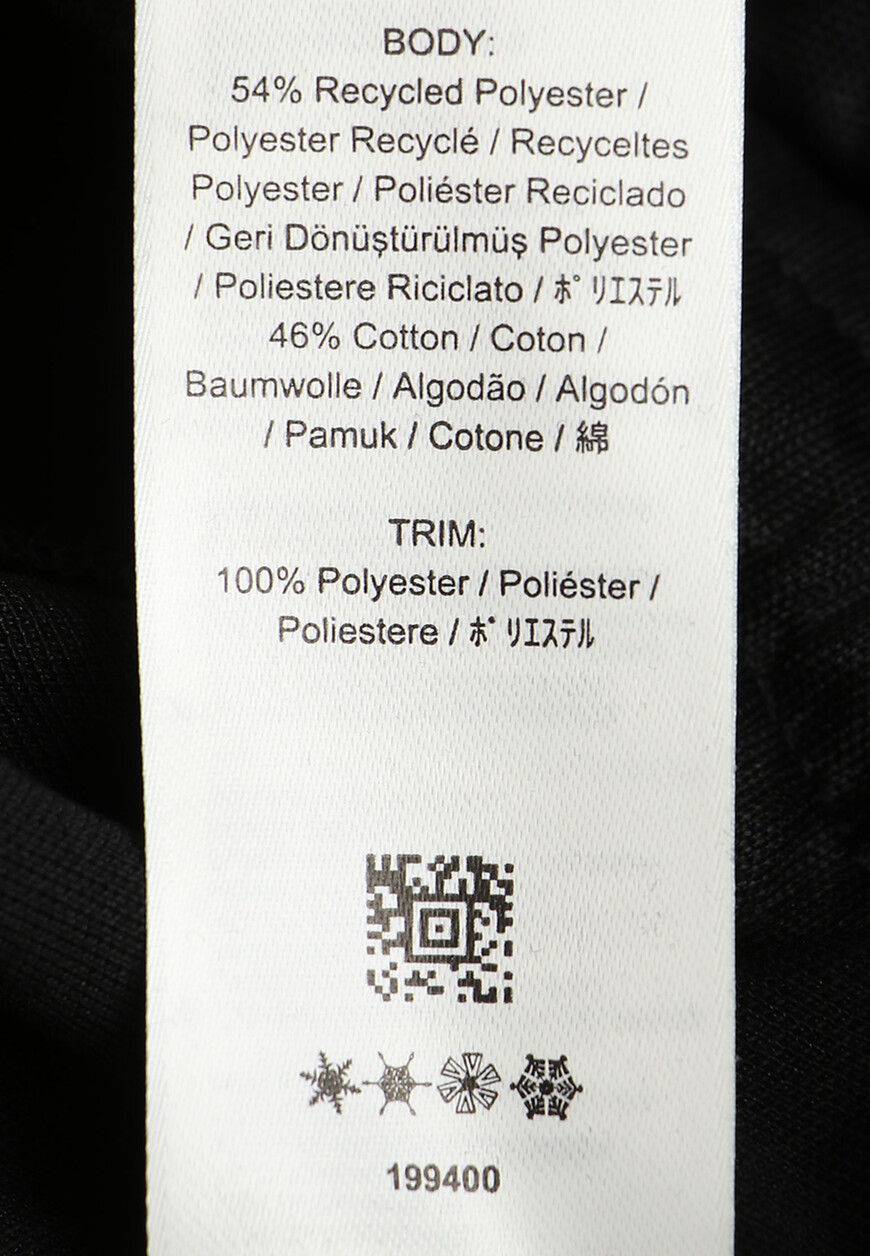 BODY:
54% Recycled Polyester /
Polyester Recyclé / Recyceltes
Polyester / Poliéster Reciclado
/ Geri Dönüştürülmüş Polyester
/ Poliestere Riciclato / ポリエステル
46% Cotton / Coton /
Baumwolle / Algodão / Algodón
/ Pamuk / Cotone / 綿
TRIM:
100% Polyester / Poliéster /
Poliestere / ポリエステル
199400